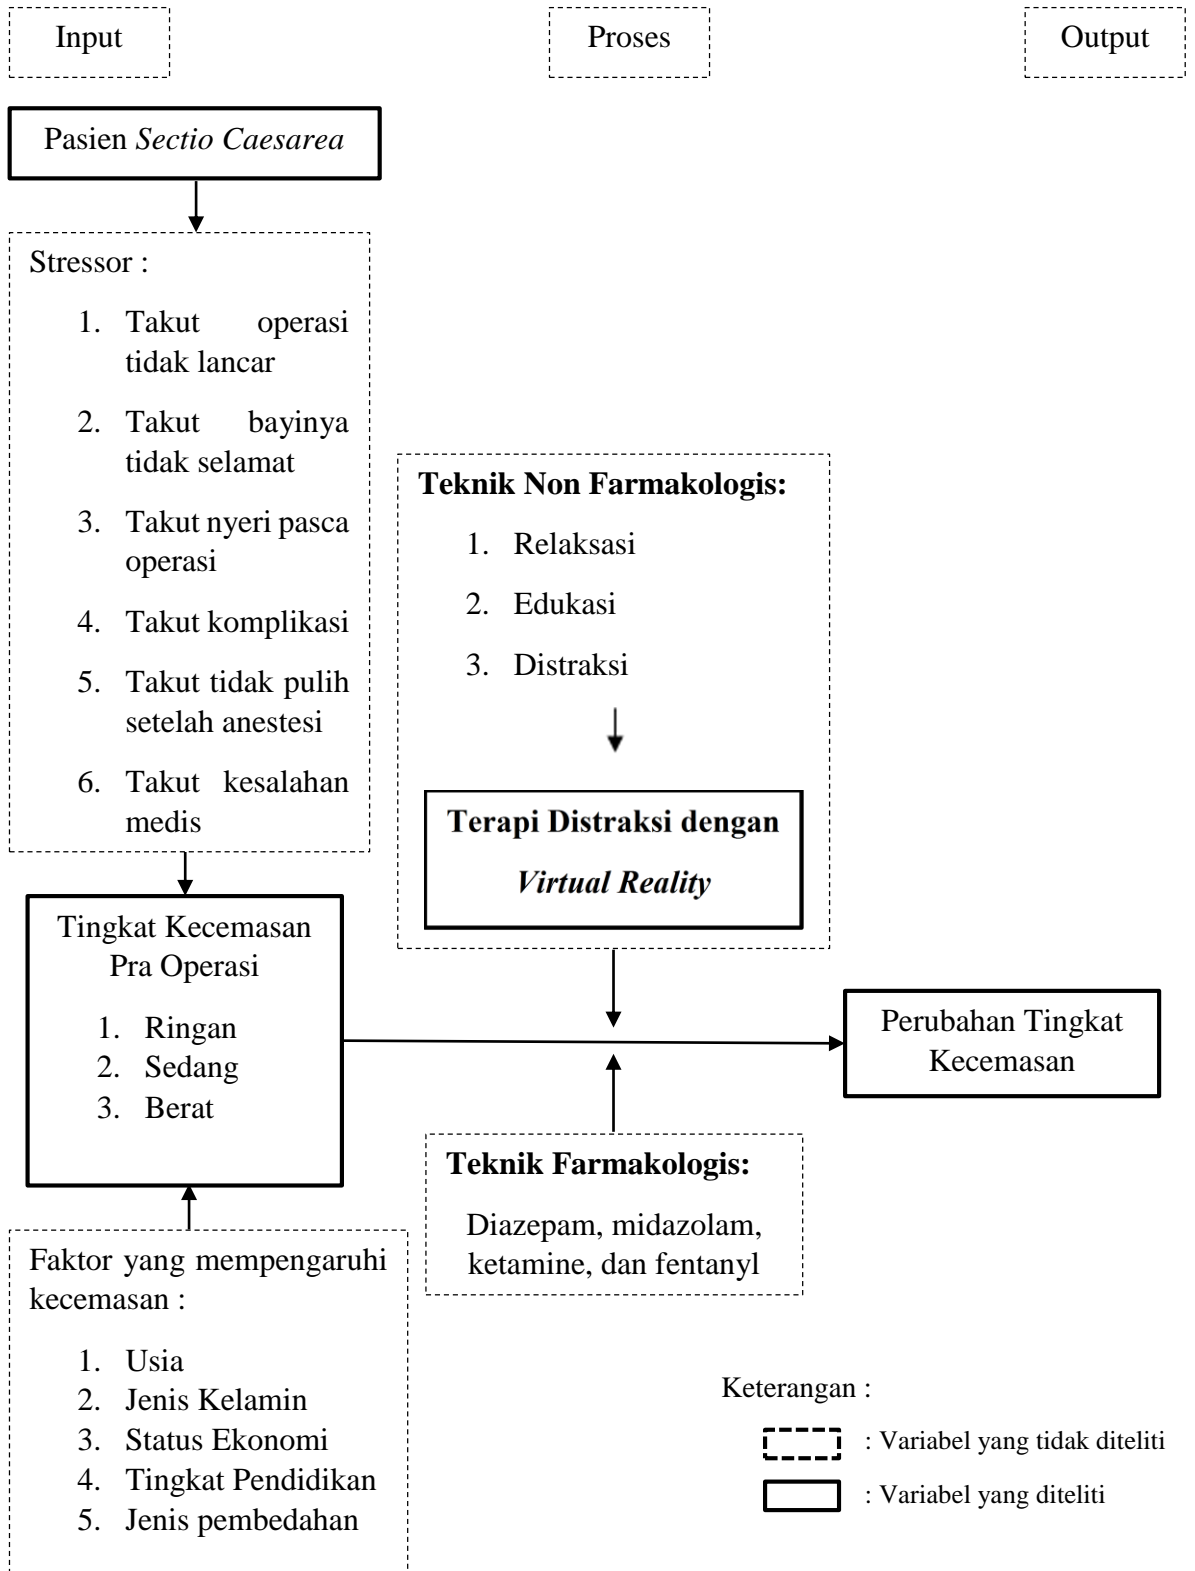 Input
Proses
Output
Pasien Sectio Caesarea
Stressor :
1. Takut operasi
tidak lancar
2. Takut bayinya
tidak selamat
3. Takut nyeri pasca
operasi
4. Takut komplikasi
5. Takut tidak pulih
setelah anestesi
6. Takut kesalahan
medis
Teknik Non Farmakologis:
1. Relaksasi
2. Edukasi
3. Distraksi
Terapi Distraksi dengan
Virtual Reality
Tingkat Kecemasan
Pra Operasi
1. Ringan
2. Sedang
3. Berat
Perubahan Tingkat
Kecemasan
Teknik Farmakologis:
Diazepam, midazolam,
ketamine, dan fentanyl
Faktor yang mempengaruhi
kecemasan :
1. Usia
2. Jenis Kelamin
3. Status Ekonomi
4. Tingkat Pendidikan
5. Jenis pembedahan
Keterangan :
: Variabel yang tidak diteliti
: Variabel yang diteliti